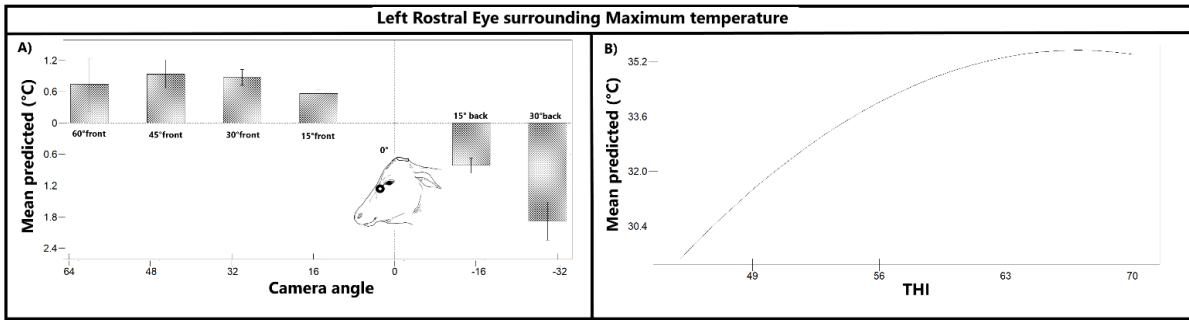 Left Rostral Eye surrounding Maximum temperature
A)
Mean predicted (°C)
1.2
0.6
0
0.6
1.2
1.8
2.4
60°front
45°front
30°front
15°front
0°
15° back
30°back
64
48
32
16
0
-16
-32
Camera angle
B)
Mean predicted (°C)
35.2
33.6
32.0
30.4
49
56
63
70
THI